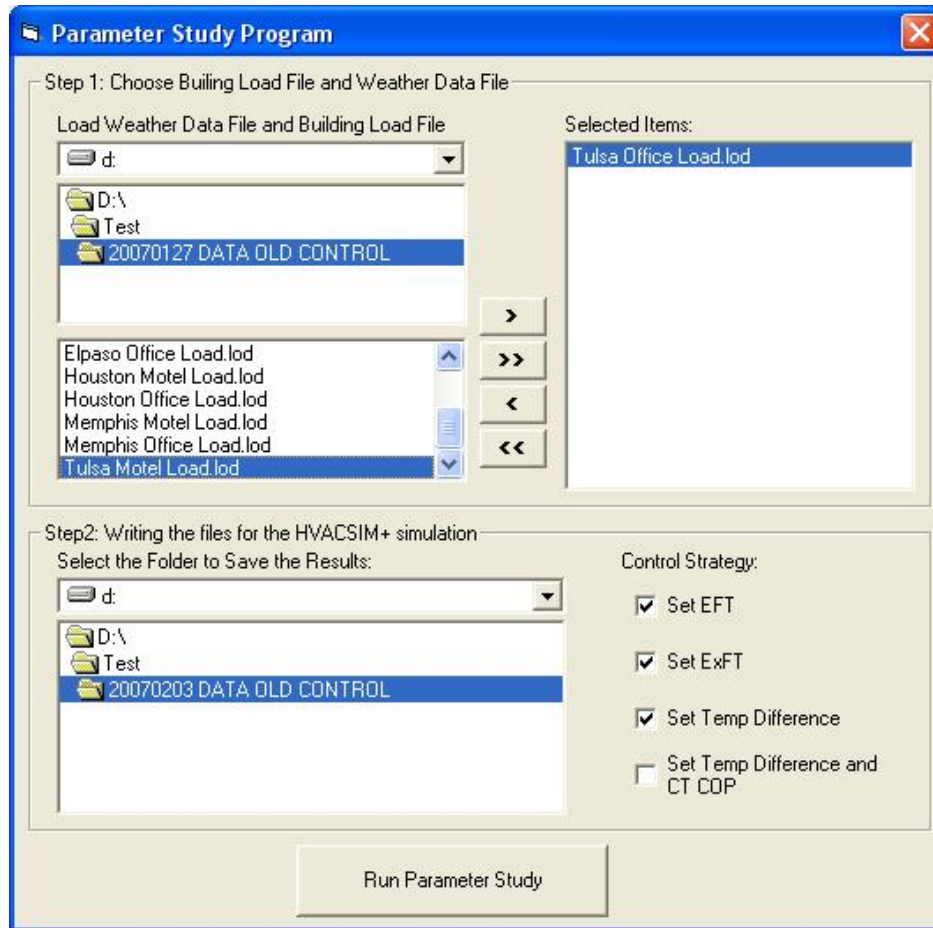 Parameter Study Program
Step 1: Choose Builing Load File and Weather Data File
Load Weather Data File and Building Load File
d:
D:\
Test
20070127 DATA OLD CONTROL
Elpaso Office Load.lod
Houston Motel Load.lod
Houston Office Load.lod
Memphis Motel Load.lod
Memphis Office Load.lod
Tulsa Motel Load.lod
>
>>
<
<<
Selected Items:
Tulsa Office Load.lod
Step2: Writing the files for the HVACSIM+ simulation
Select the Folder to Save the Results:
d:
D:\
Test
20070203 DATA OLD CONTROL
Control Strategy:
Set EFT
Set ExFT
Set Temp Difference
Set Temp Difference and
CT COP
Run Parameter Study